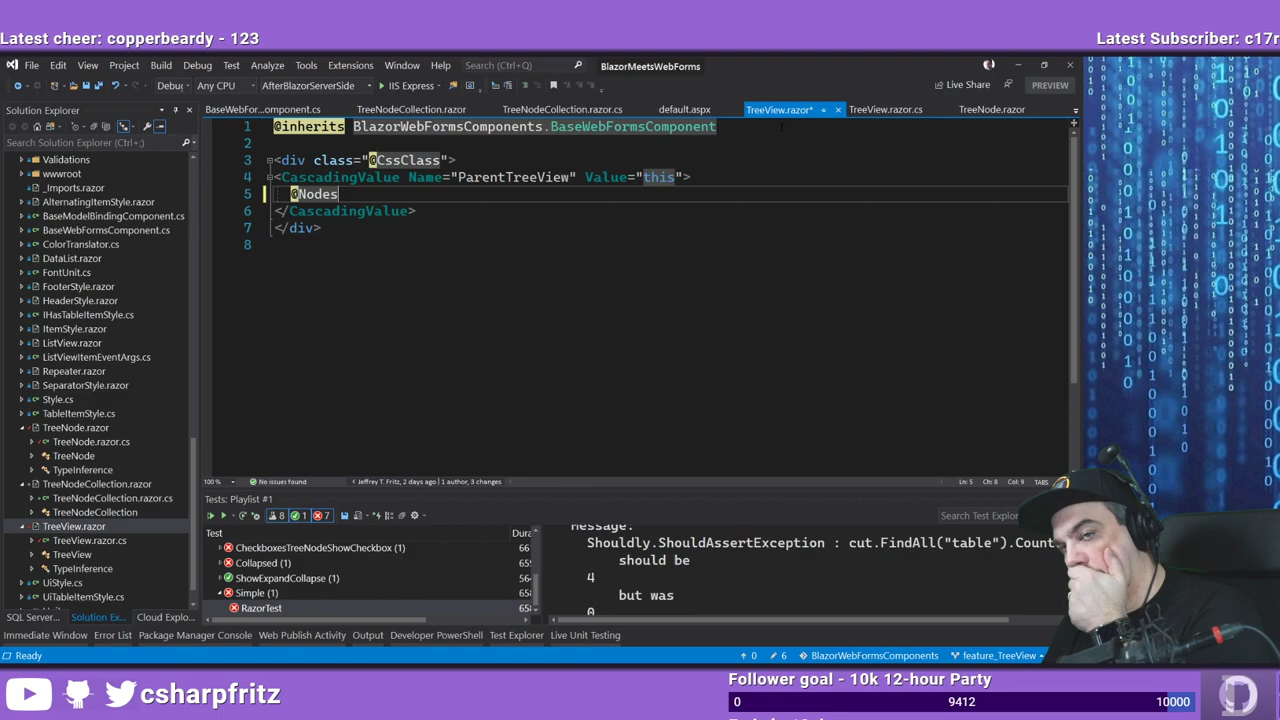 Latest cheer: copperbeardy - 123
Latest Subscriber: c17r
File Edit View Project Build Debug Test Analyze Tools Extensions Window Help Search (Ctrl+Q) BlazorMeetsWebForms
Debug Any CPU AfterBlazorServerSide IIS Express Live Share PREVIEW
Solution Explorer
Search Solution Explorer (Ctrl+;)
Validations
wwwroot
_Imports.razor
AlternatingItemStyle.razor
BaseModelBindingComponent.cs
BaseWebFormsComponent.cs
ColorTranslator.cs
DataList.razor
FontUnit.cs
FooterStyle.razor
HeaderStyle.razor
IHasTableItemStyle.cs
ItemStyle.razor
ListView.razor
ListViewItemEventArgs.cs
Repeater.razor
SeparatorStyle.razor
Style.cs
TableItemStyle.cs
TreeNode.razor
TreeNode.razor.cs
TreeNode
TypeInference
TreeNodeCollection.razor
TreeNodeCollection.razor.cs
TreeNodeCollection
TreeView.razor
TreeView.razor.cs
TreeView
TypeInference
UiStyle.cs
UiTableItemStyle.cs
SQL Server... Solution Ex... Cloud Explo...
BaseWebFor...omponent.cs TreeNodeCollection.razor TreeNodeCollection.razor.cs default.aspx TreeView.razor* TreeView.razor.cs TreeNode.razor
1 @inherits BlazorWebFormsComponents.BaseWebFormsComponent
2
3 <div class="@CssClass">
4 <CascadingValue Name="ParentTreeView" Value="this">
5 @Nodes
6 </CascadingValue>
7 </div>
8
100% No issues found Jeffrey T. Fritz, 2 days ago | 1 author, 3 changes Ln: 5 Ch: 8 Col: 9 TABS
Tests: Playlist #1
8 1 7 Search Test Explor
Test Dura
CheckboxesTreeNodeShowCheckbox (1) 66
Collapsed (1) 659
ShowExpandCollapse (1) 564
Simple (1) 658
RazorTest 658
Message:
Shouldly.ShouldAssertException : cut.FindAll("table").Count
should be
4
but was
0
Immediate Window Error List Package Manager Console Web Publish Activity Output Developer PowerShell Test Explorer Live Unit Testing
Ready 0 6 BlazorWebFormsComponents feature_TreeView
csharpfritz
Follower goal - 10k 12-hour Party
0 9412 10000